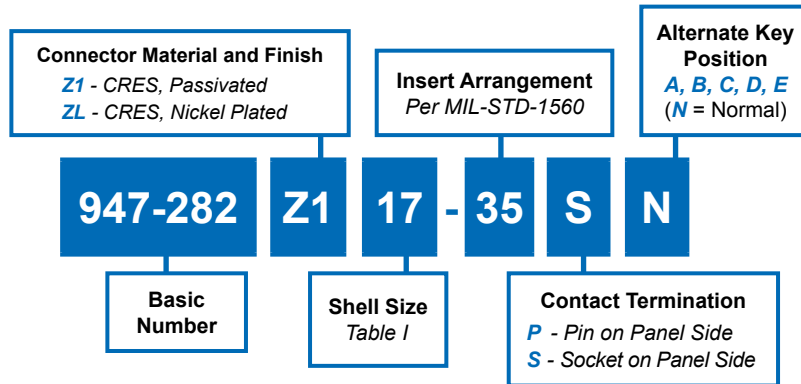 Connector Material and Finish
Z1 - CRES, Passivated
ZL - CRES, Nickel Plated
Insert Arrangement
Per MIL-STD-1560
Alternate Key
Position
A, B, C, D, E
(N = Normal)
947-282 Z1 17 - 35 S N
Basic
Number
Shell Size
Table I
Contact Termination
P - Pin on Panel Side
S - Socket on Panel Side